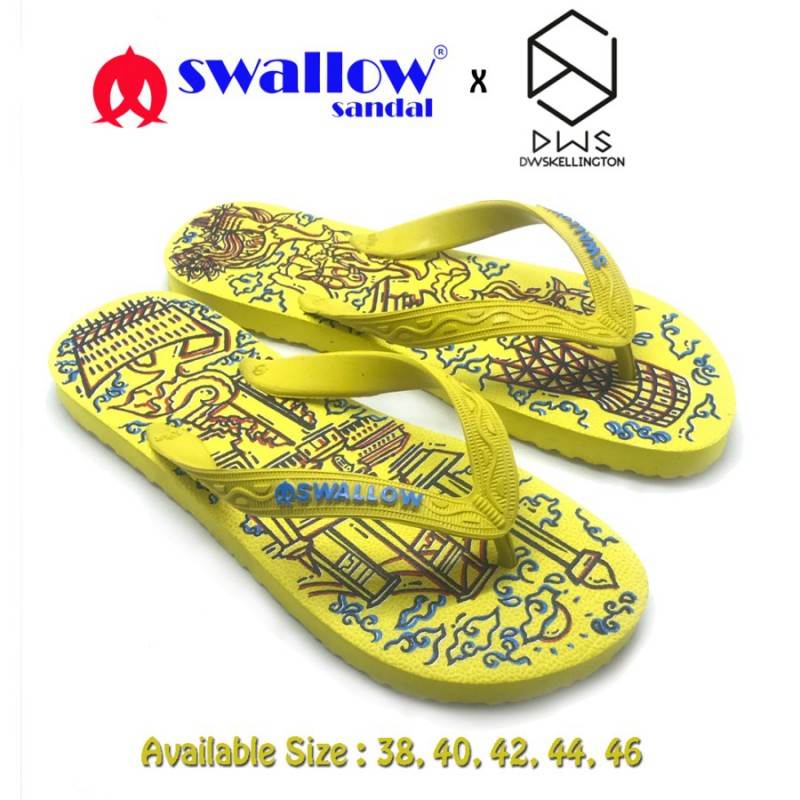 swallow®
sandal
X
DWS
DWSKELLINGTON
SWALLOW
SWALLOW
Available Size : 38, 40, 42, 44, 46